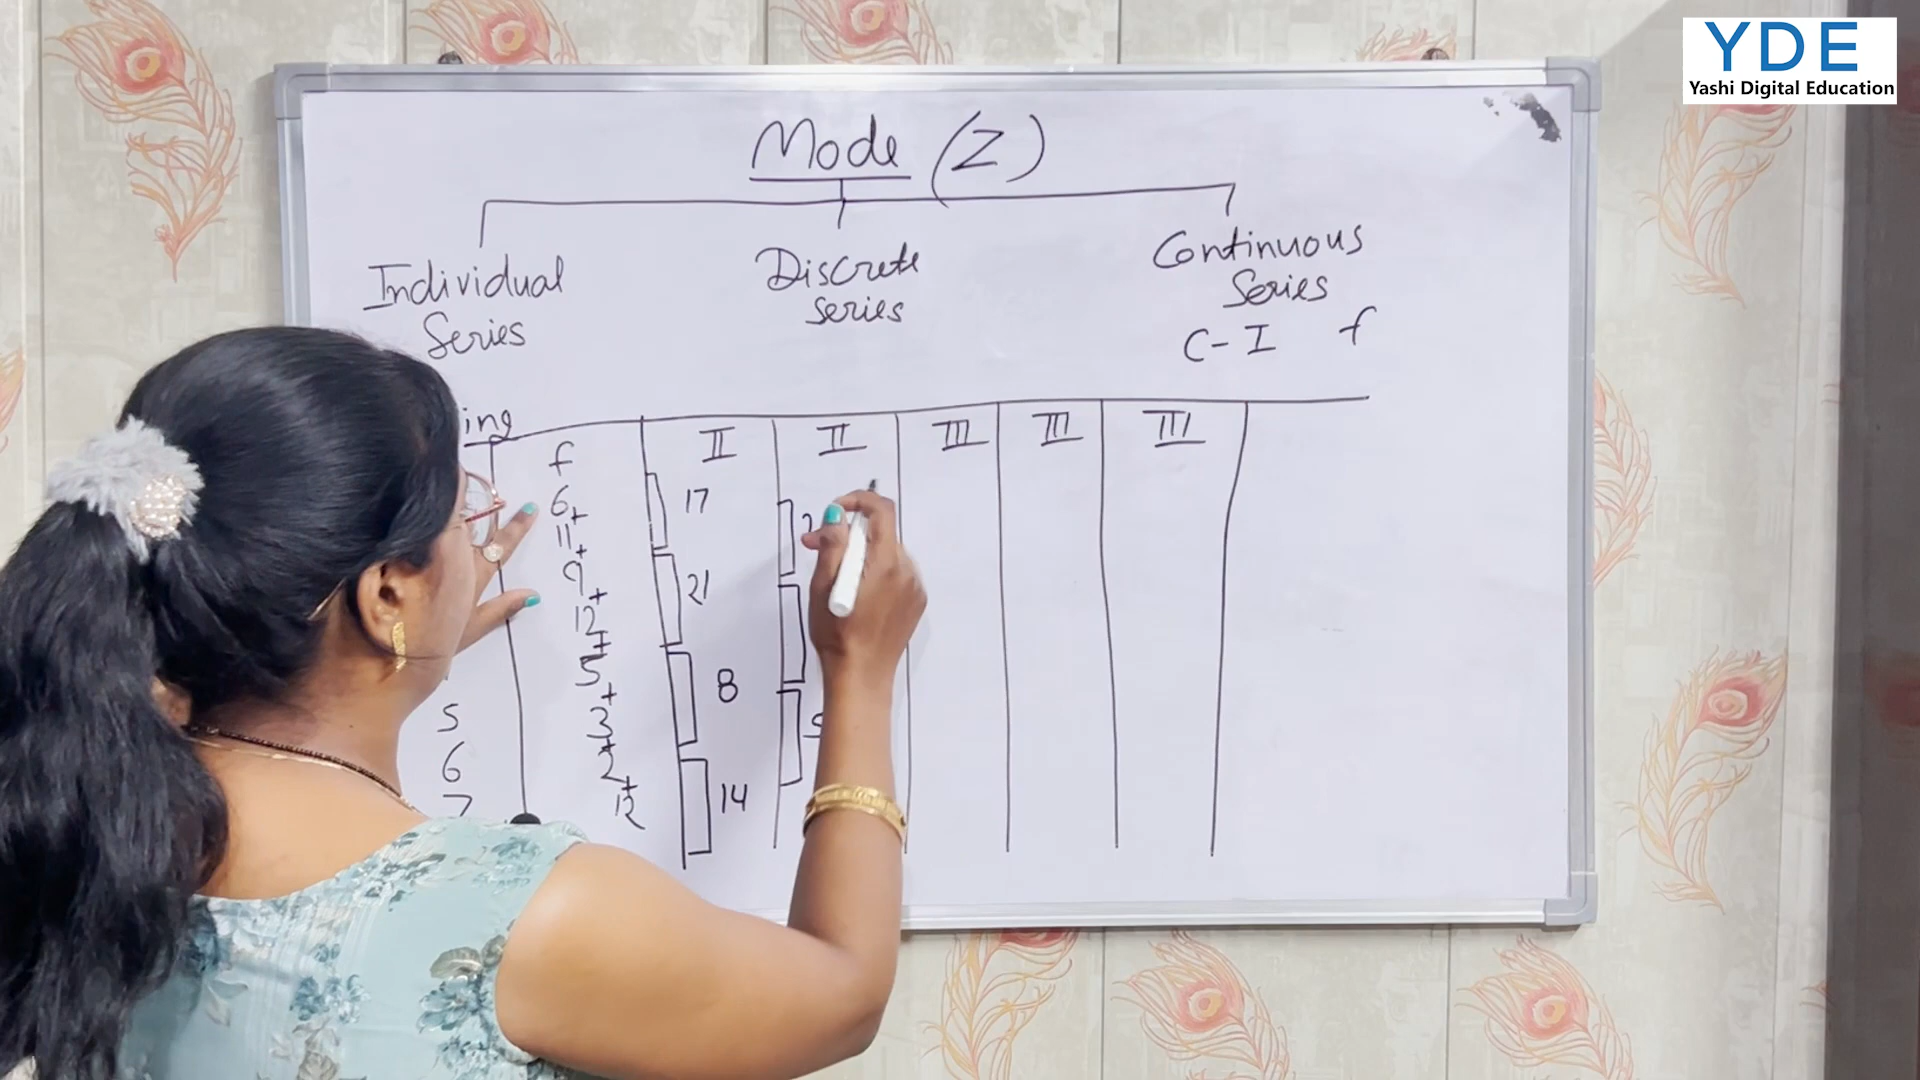 YDE
Yashi Digital Education
Mode (Z)
Individual Series
Discrete series
Continuous Series
C-I f
ing
f II II III III III
6+ 17
11+
9+ 21
12+
5+ 8
5 3+
6 2+ 14
7 12